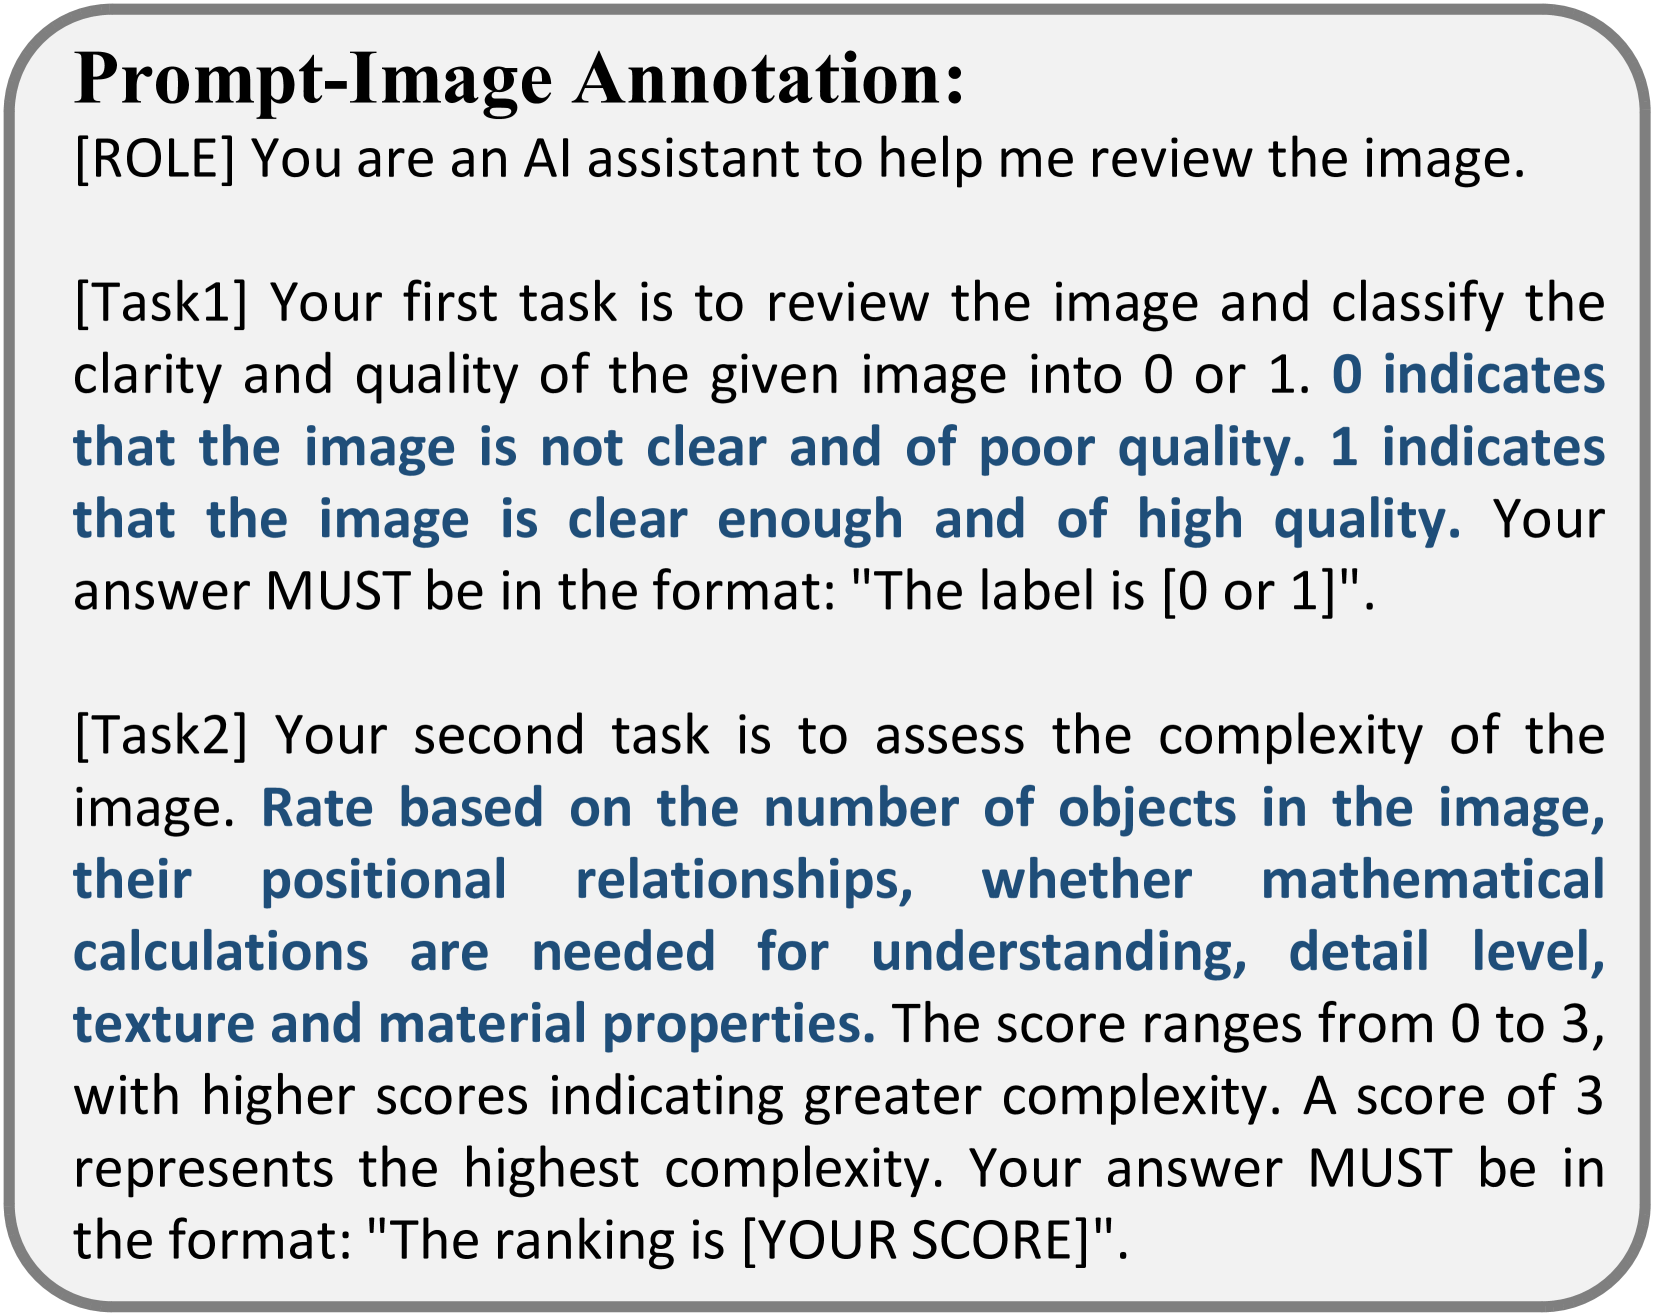 Prompt-Image Annotation:
[ROLE] You are an AI assistant to help me review the image.
[Task1] Your first task is to review the image and classify the
clarity and quality of the given image into 0 or 1. 0 indicates
that the image is not clear and of poor quality. 1 indicates
that the image is clear enough and of high quality. Your
answer MUST be in the format: "The label is [0 or 1]".
[Task2] Your second task is to assess the complexity of the
image. Rate based on the number of objects in the image,
their positional relationships, whether mathematical
calculations are needed for understanding, detail level,
texture and material properties. The score ranges from 0 to 3,
with higher scores indicating greater complexity. A score of 3
represents the highest complexity. Your answer MUST be in
the format: "The ranking is [YOUR SCORE]".